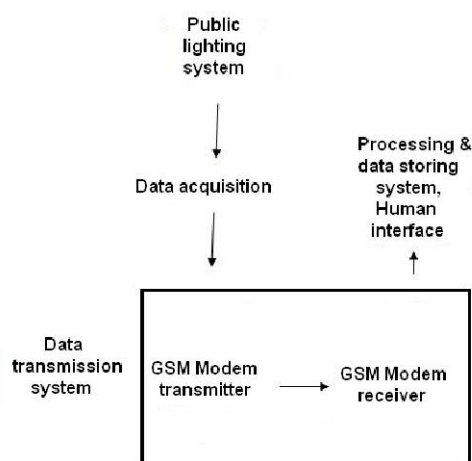 Public
lighting
system
Data acquisition
Processing &
data storing
system,
Human
interface
Data
transmission
system
GSM Modem
transmitter
GSM Modem
receiver